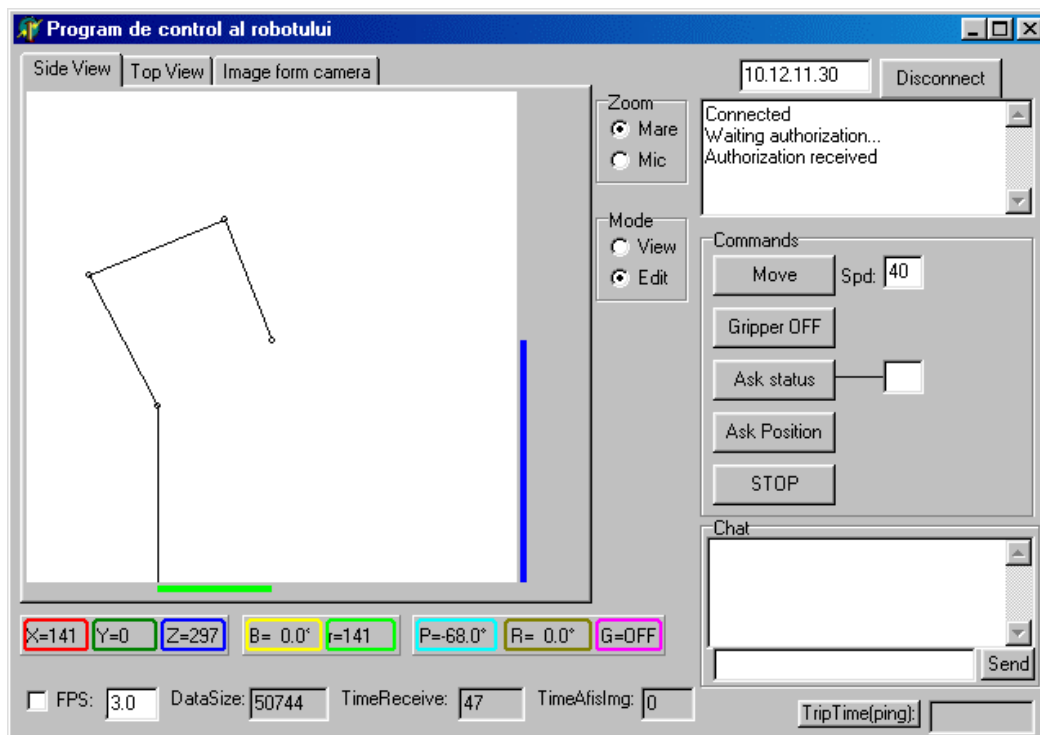 Program de control al robotului
Side View Top View Image form camera
10.12.11.30 Disconnect
Zoom
Mare
Mic
Connected
Waiting authorization...
Authorization received
Mode
View
Edit
Commands
Move Spd: 40
Gripper OFF
Ask status
Ask Position
STOP
Chat
Send
X=141 Y=0 Z=297 B= 0.0° r=141 P=-68.0° R= 0.0° G=OFF
FPS: 3.0 DataSize: 50744 TimeReceive: 47 TimeAfisImg: 0
TripTime(ping):